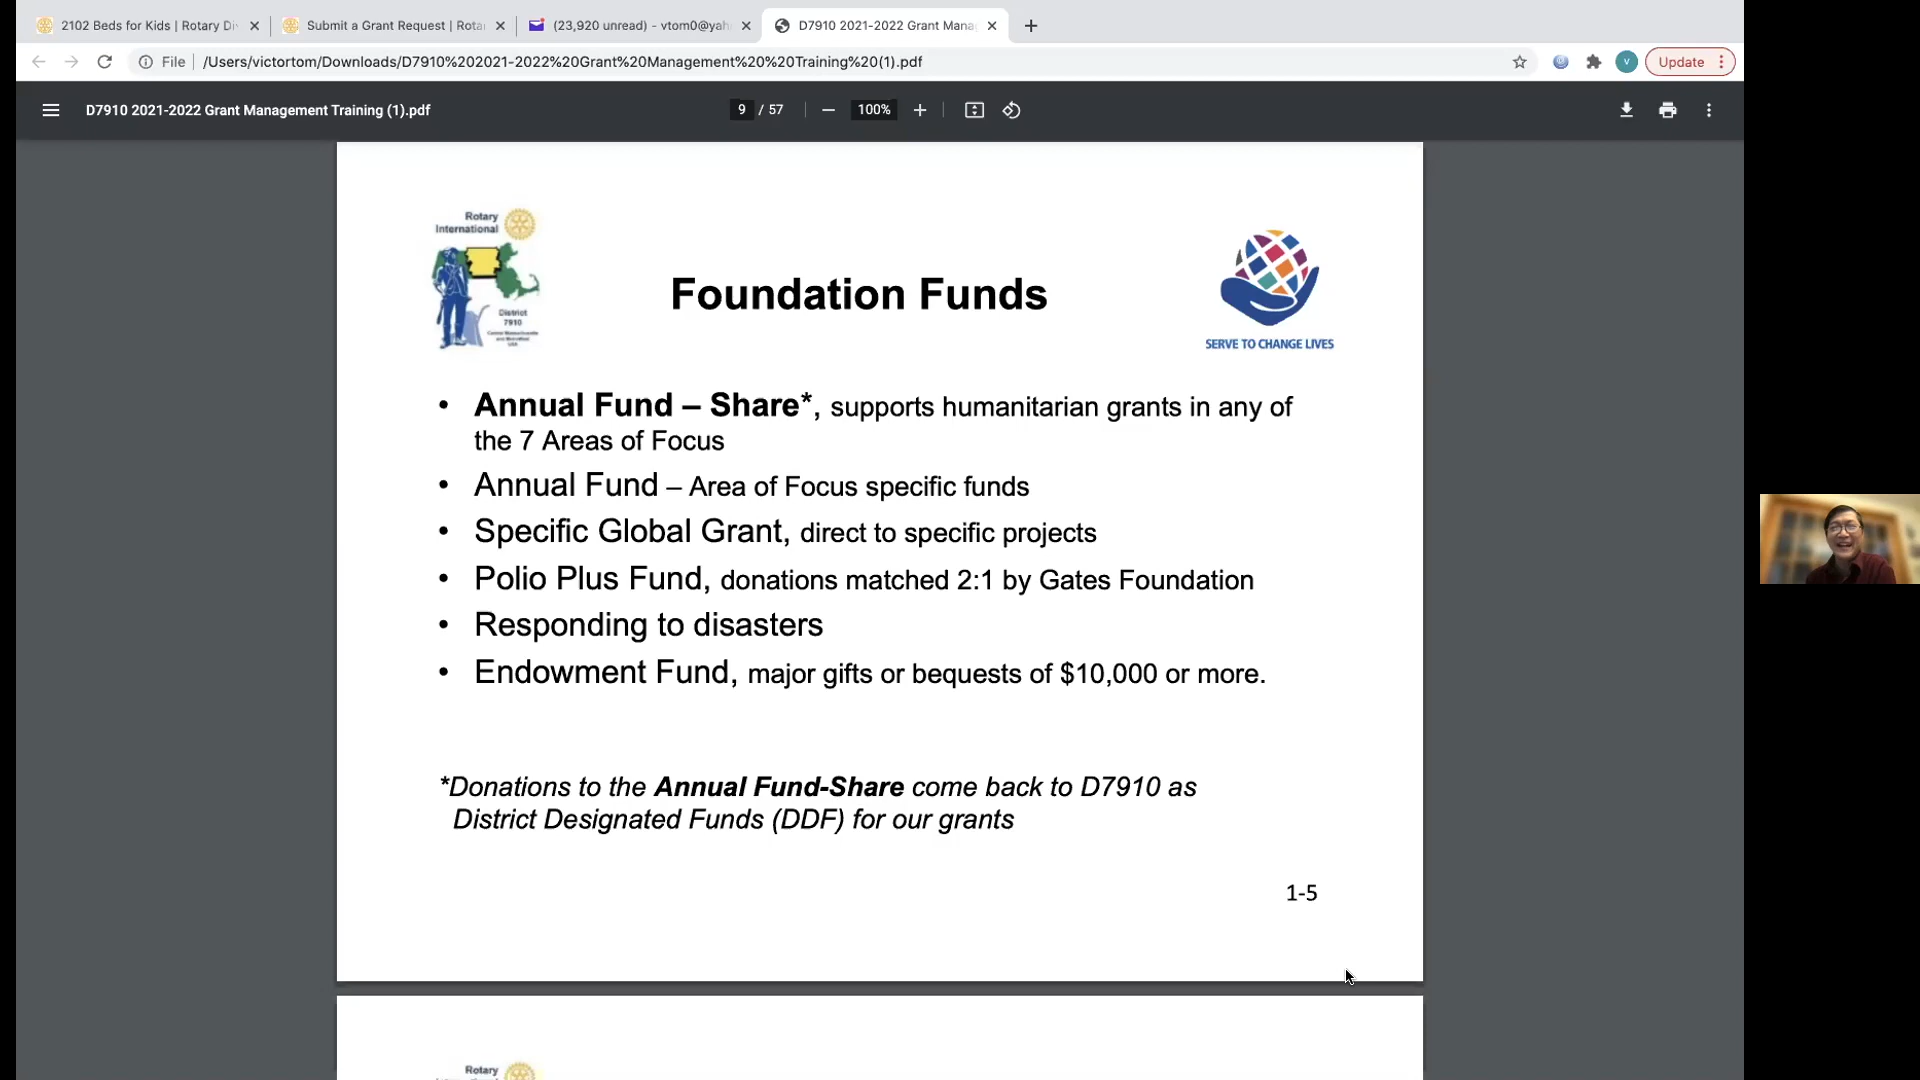 2102 Beds for Kids | Rotary Di
Submit a Grant Request | Rota
(23,920 unread) - vtom0@yah
D7910 2021-2022 Grant Mana
File
/Users/victortom/Downloads/D7910%202021-2022%20Grant%20Management%20%20Training%20(1).pdf
V
Update
D7910 2021-2022 Grant Management Training (1).pdf
9 / 57
100%
Rotary
International
District
7910
Central Massachusetts
and MetroWest
USA
Foundation Funds
SERVE TO CHANGE LIVES
• Annual Fund – Share*, supports humanitarian grants in any of
the 7 Areas of Focus
• Annual Fund – Area of Focus specific funds
• Specific Global Grant, direct to specific projects
• Polio Plus Fund, donations matched 2:1 by Gates Foundation
• Responding to disasters
• Endowment Fund, major gifts or bequests of $10,000 or more.
*Donations to the Annual Fund-Share come back to D7910 as
District Designated Funds (DDF) for our grants
1-5
Rotary